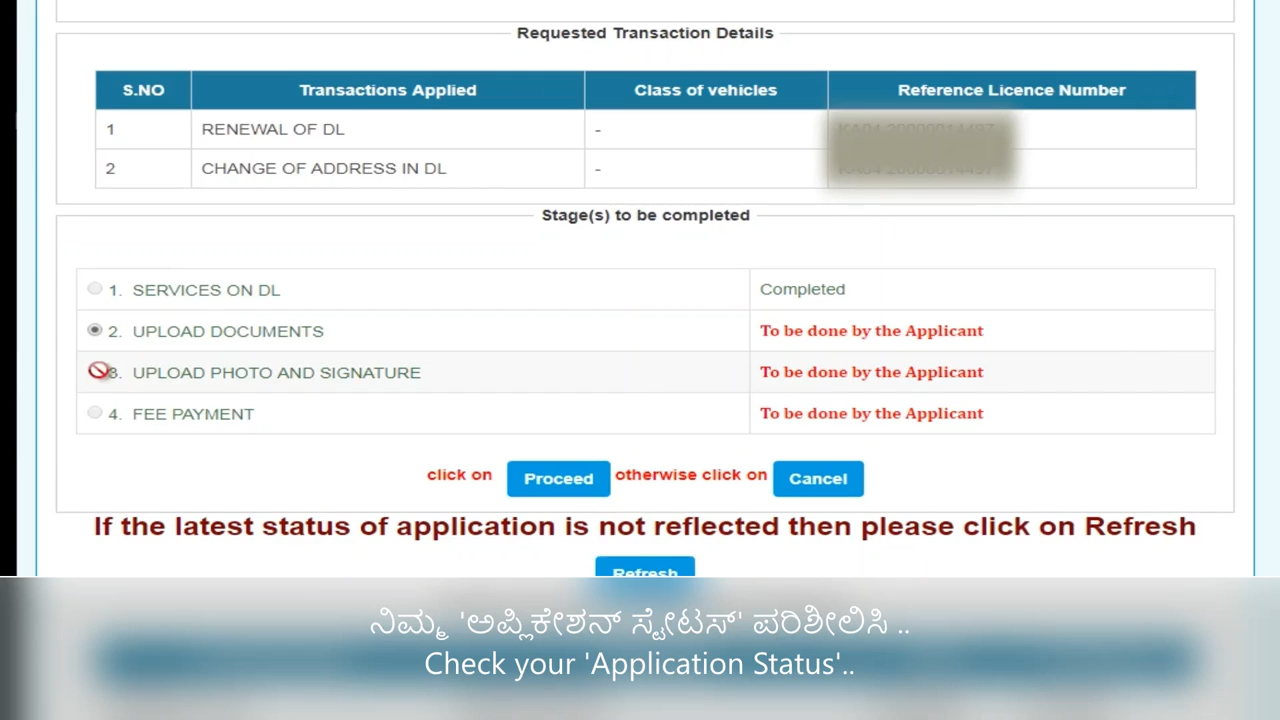 Requested Transaction Details
S.NO Transactions Applied Class of vehicles Reference Licence Number
1 RENEWAL OF DL -
2 CHANGE OF ADDRESS IN DL -
Stage(s) to be completed
1. SERVICES ON DL Completed
2. UPLOAD DOCUMENTS To be done by the Applicant
3. UPLOAD PHOTO AND SIGNATURE To be done by the Applicant
4. FEE PAYMENT To be done by the Applicant
click on Proceed otherwise click on Cancel
If the latest status of application is not reflected then please click on Refresh
Refresh
ನಿಮ್ಮ 'ಅಪ್ಲಿಕೇಶನ್ ಸ್ಟೇಟಸ್' ಪರಿಶೀಲಿಸಿ ..
Check your 'Application Status'..